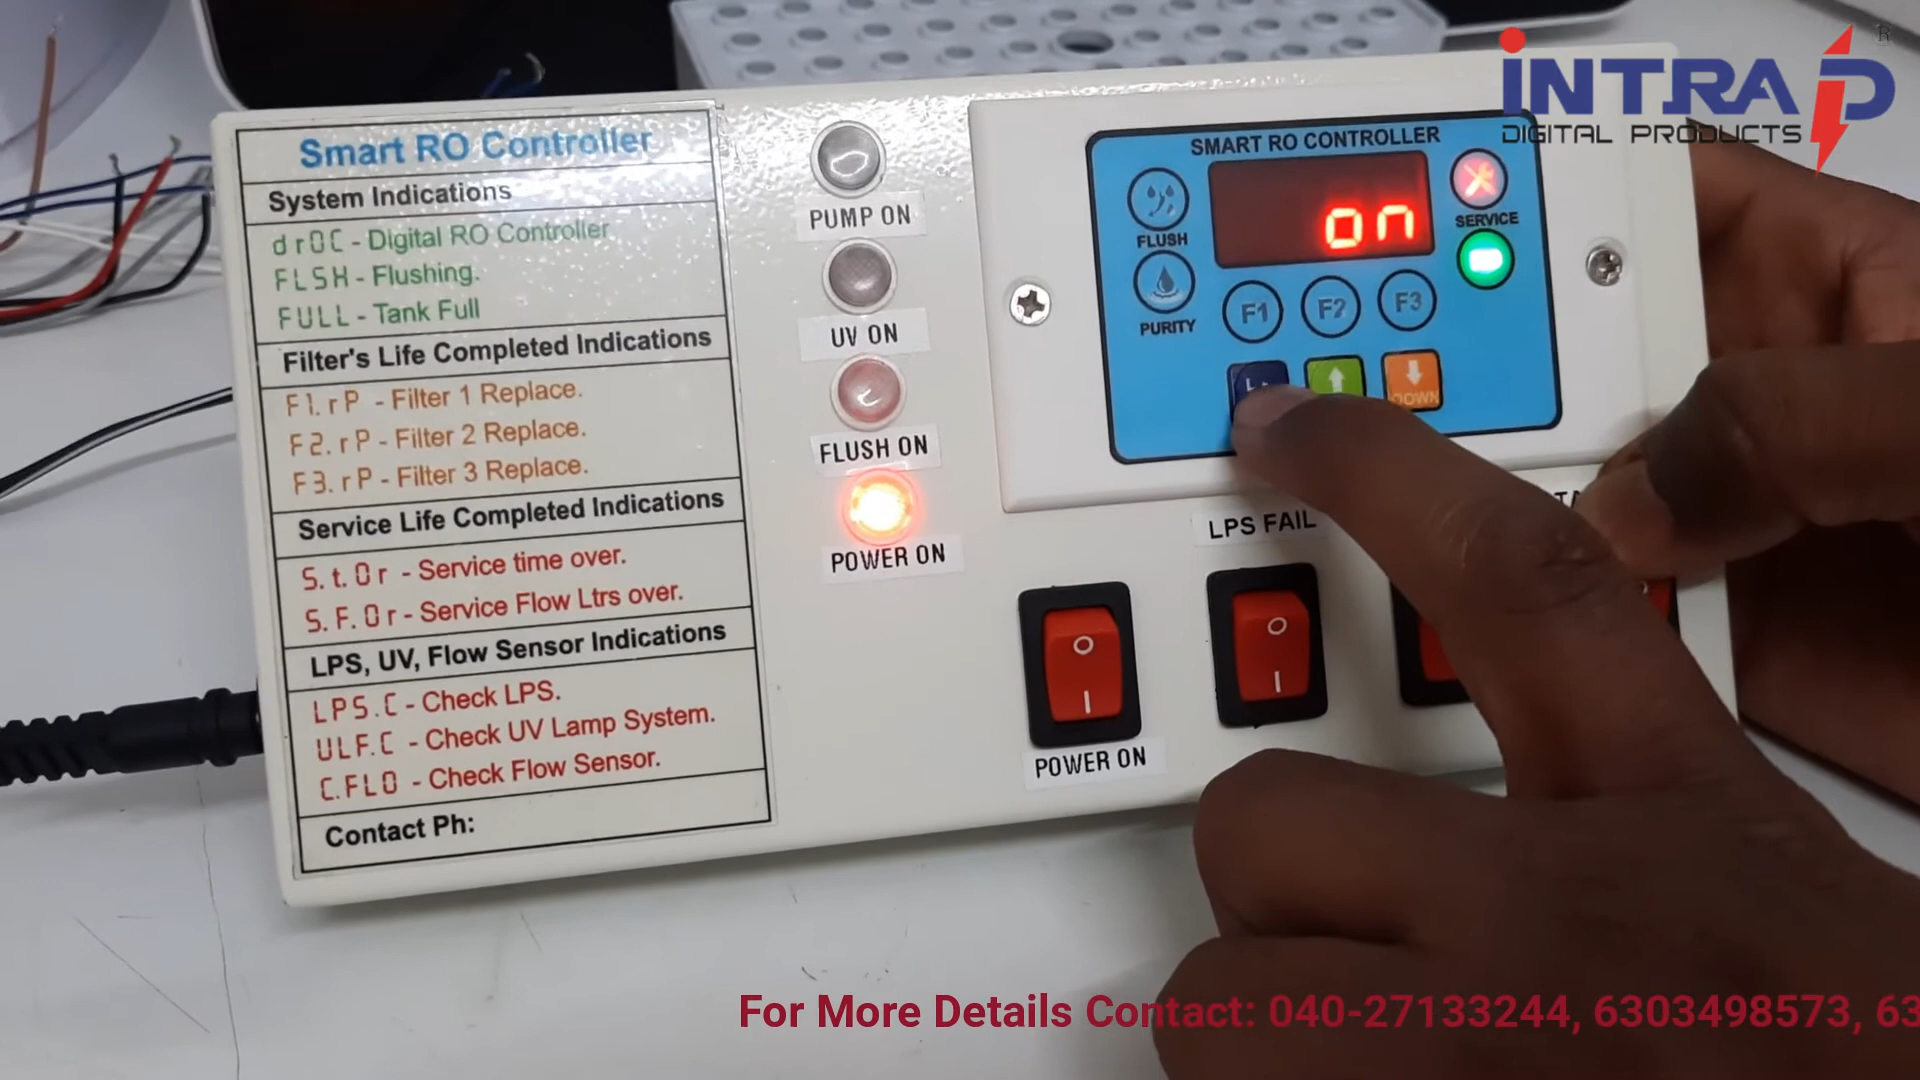 Smart RO Controller
System Indications
drOC - Digital RO Controller
FLSH - Flushing.
FULL - Tank Full
Filter's Life Completed Indications
F1.rP - Filter 1 Replace.
F2.rP - Filter 2 Replace.
F3.rP - Filter 3 Replace.
Service Life Completed Indications
S.t.Or - Service time over.
S.F.Or - Service Flow Ltrs over.
LPS, UV, Flow Sensor Indications
LPS.C - Check LPS.
ULF.C - Check UV Lamp System.
C.FLO - Check Flow Sensor.
Contact Ph:
PUMP ON
UV ON
FLUSH ON
POWER ON
SMART RO CONTROLLER
on
FLUSH
PURITY
SERVICE
F1 F2 F3
DOWN
LPS FAIL
O
I
O
I
POWER ON
INTRA D
DIGITAL PRODUCTS
R
For More Details Contact: 040-27133244, 6303498573, 63